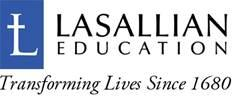 LASALLIAN
EDUCATION
Transforming Lives Since 1680